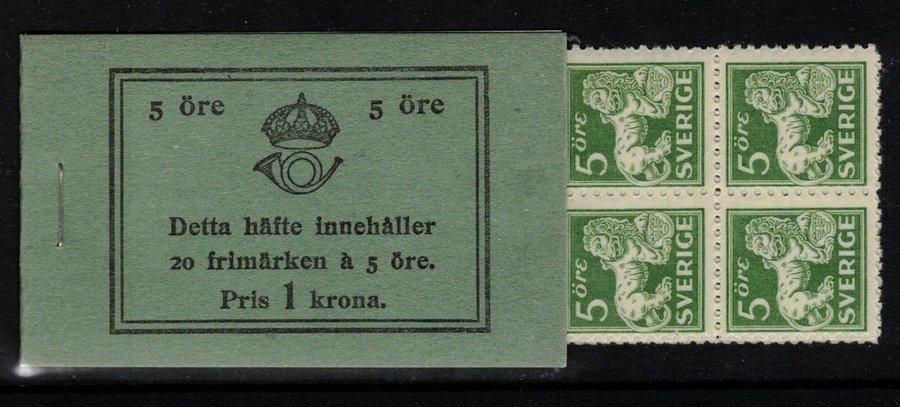 5 öre 5 öre
Detta häfte innehåller
20 frimärken à 5 öre.
Pris 1 krona.
5 öre
SVERIGE
5 öre
SVERIGE
5 öre
SVERIGE
5 öre
SVERIGE